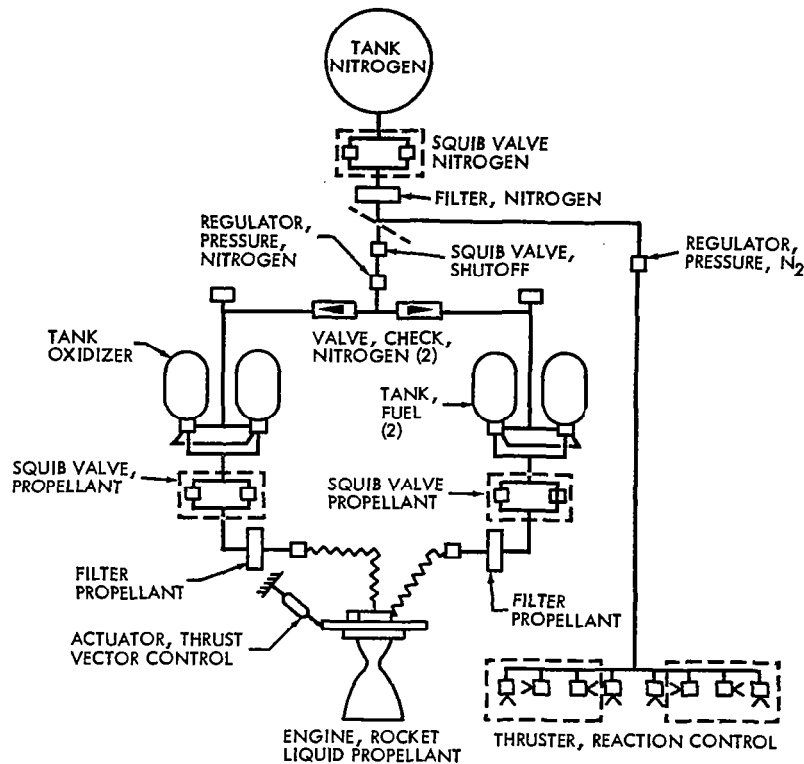 TANK
NITROGEN
SQUIB VALVE
NITROGEN
FILTER, NITROGEN
REGULATOR,
PRESSURE,
NITROGEN
SQUIB VALVE,
SHUTOFF
REGULATOR,
PRESSURE, N2
VALVE, CHECK,
NITROGEN (2)
TANK
OXIDIZER
TANK,
FUEL
(2)
SQUIB VALVE,
PROPELLANT
SQUIB VALVE
PROPELLANT
FILTER
PROPELLANT
FILTER
PROPELLANT
ACTUATOR, THRUST
VECTOR CONTROL
ENGINE, ROCKET
LIQUID PROPELLANT
THRUSTER, REACTION CONTROL